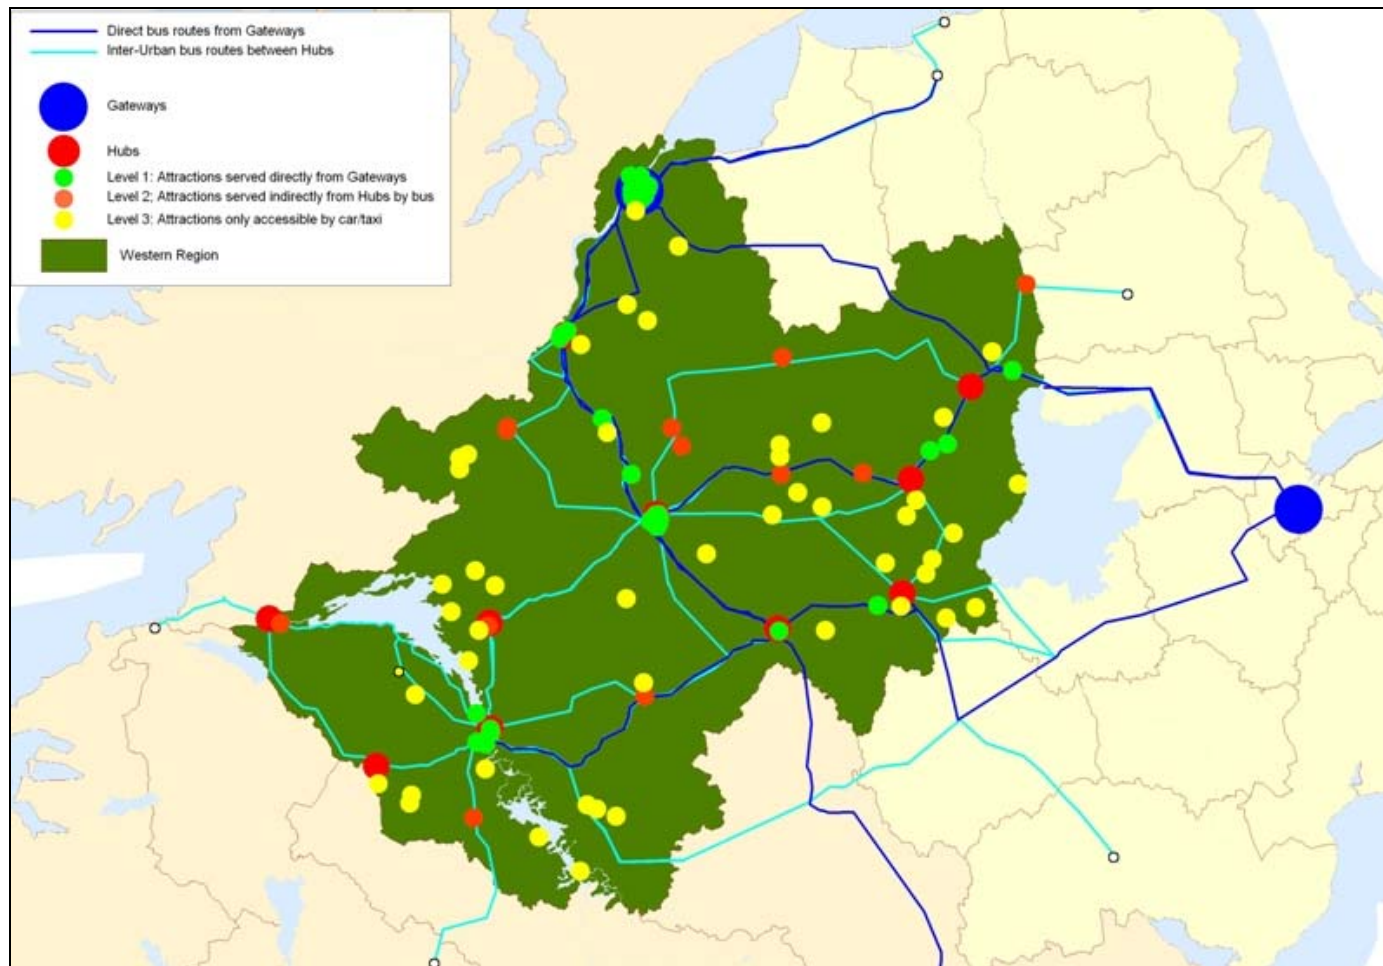 Direct bus routes from Gateways
Inter-Urban bus routes between Hubs
Gateways
Hubs
Level 1: Attractions served directly from Gateways
Level 2; Attractions served indirectly from Hubs by bus
Level 3: Attractions only accessible by car/taxi
Western Region